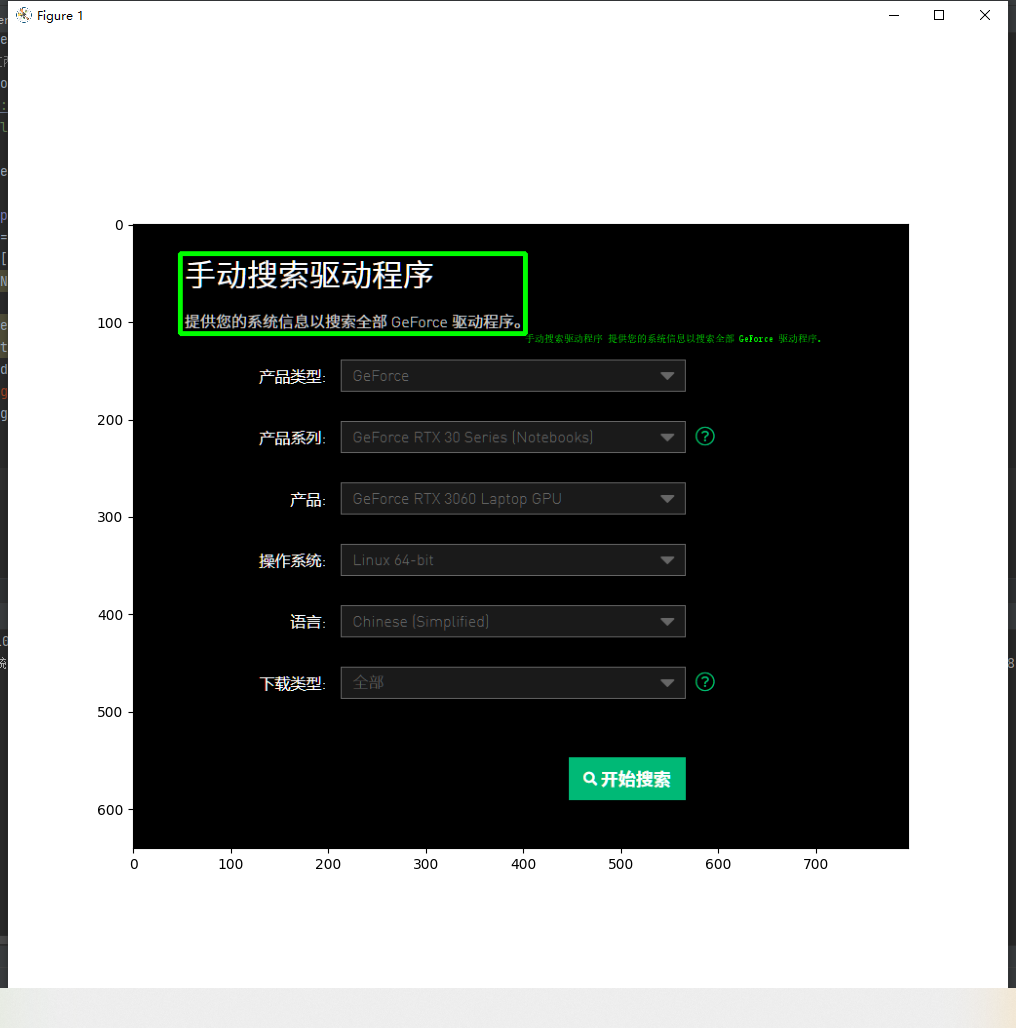 Figure 1
0
手动搜索驱动程序
提供您的系统信息以搜索全部 GeForce 驱动程序。
100
手动搜索驱动程序 提供您的系统信息以搜索全部 GeForce 驱动程序。
产品类型: GeForce
200
产品系列: GeForce RTX 30 Series (Notebooks) ?
产品: GeForce RTX 3060 Laptop GPU
300
操作系统: Linux 64-bit
400
语言: Chinese (Simplified)
下载类型: 全部 ?
500
开始搜索
600
0 100 200 300 400 500 600 700